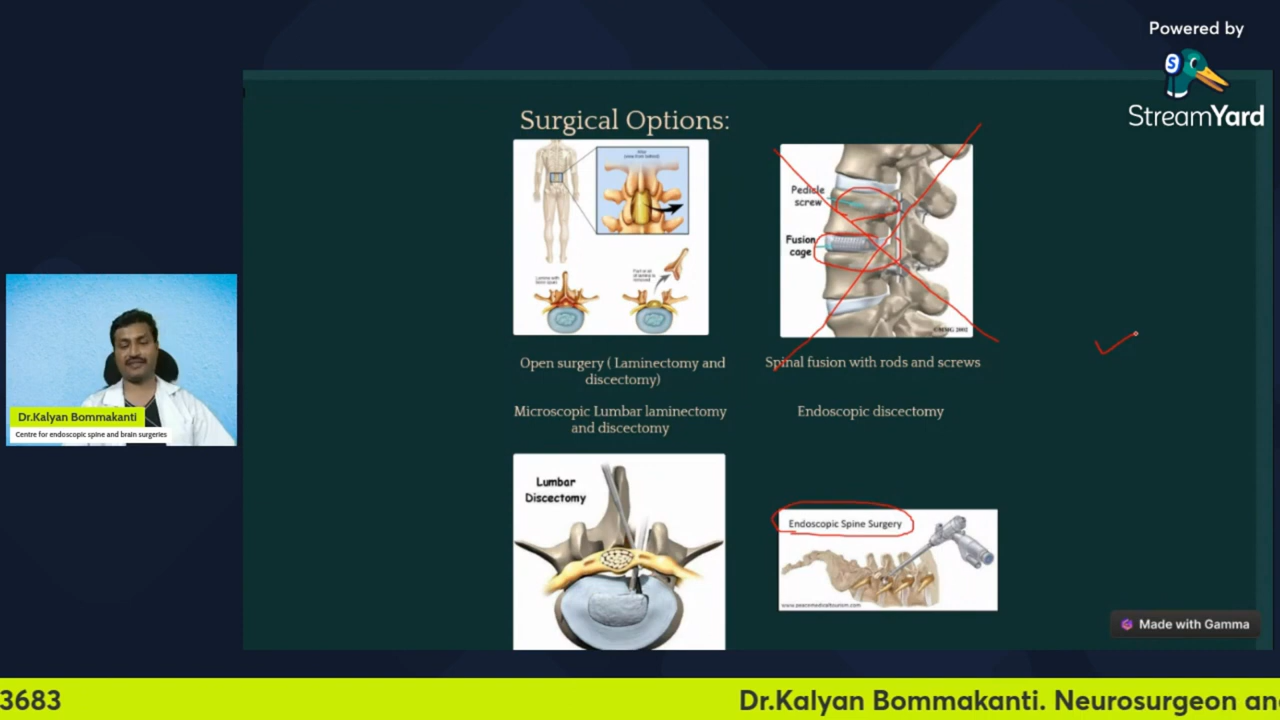 Powered by
StreamYard
Surgical Options:
Pedicle
screw
Fusion
cage
Open surgery ( Laminectomy and
discectomy)
Spinal fusion with rods and screws
Microscopic Lumbar laminectomy
and discectomy
Endoscopic discectomy
Lumbar
Discectomy
Endoscopic Spine Surgery
www.peacemedicaltourism.com
Dr.Kalyan Bommakanti
Centre for endoscopic spine and brain surgeries
Made with Gamma
3683
Dr.Kalyan Bommakanti. Neurosurgeon an